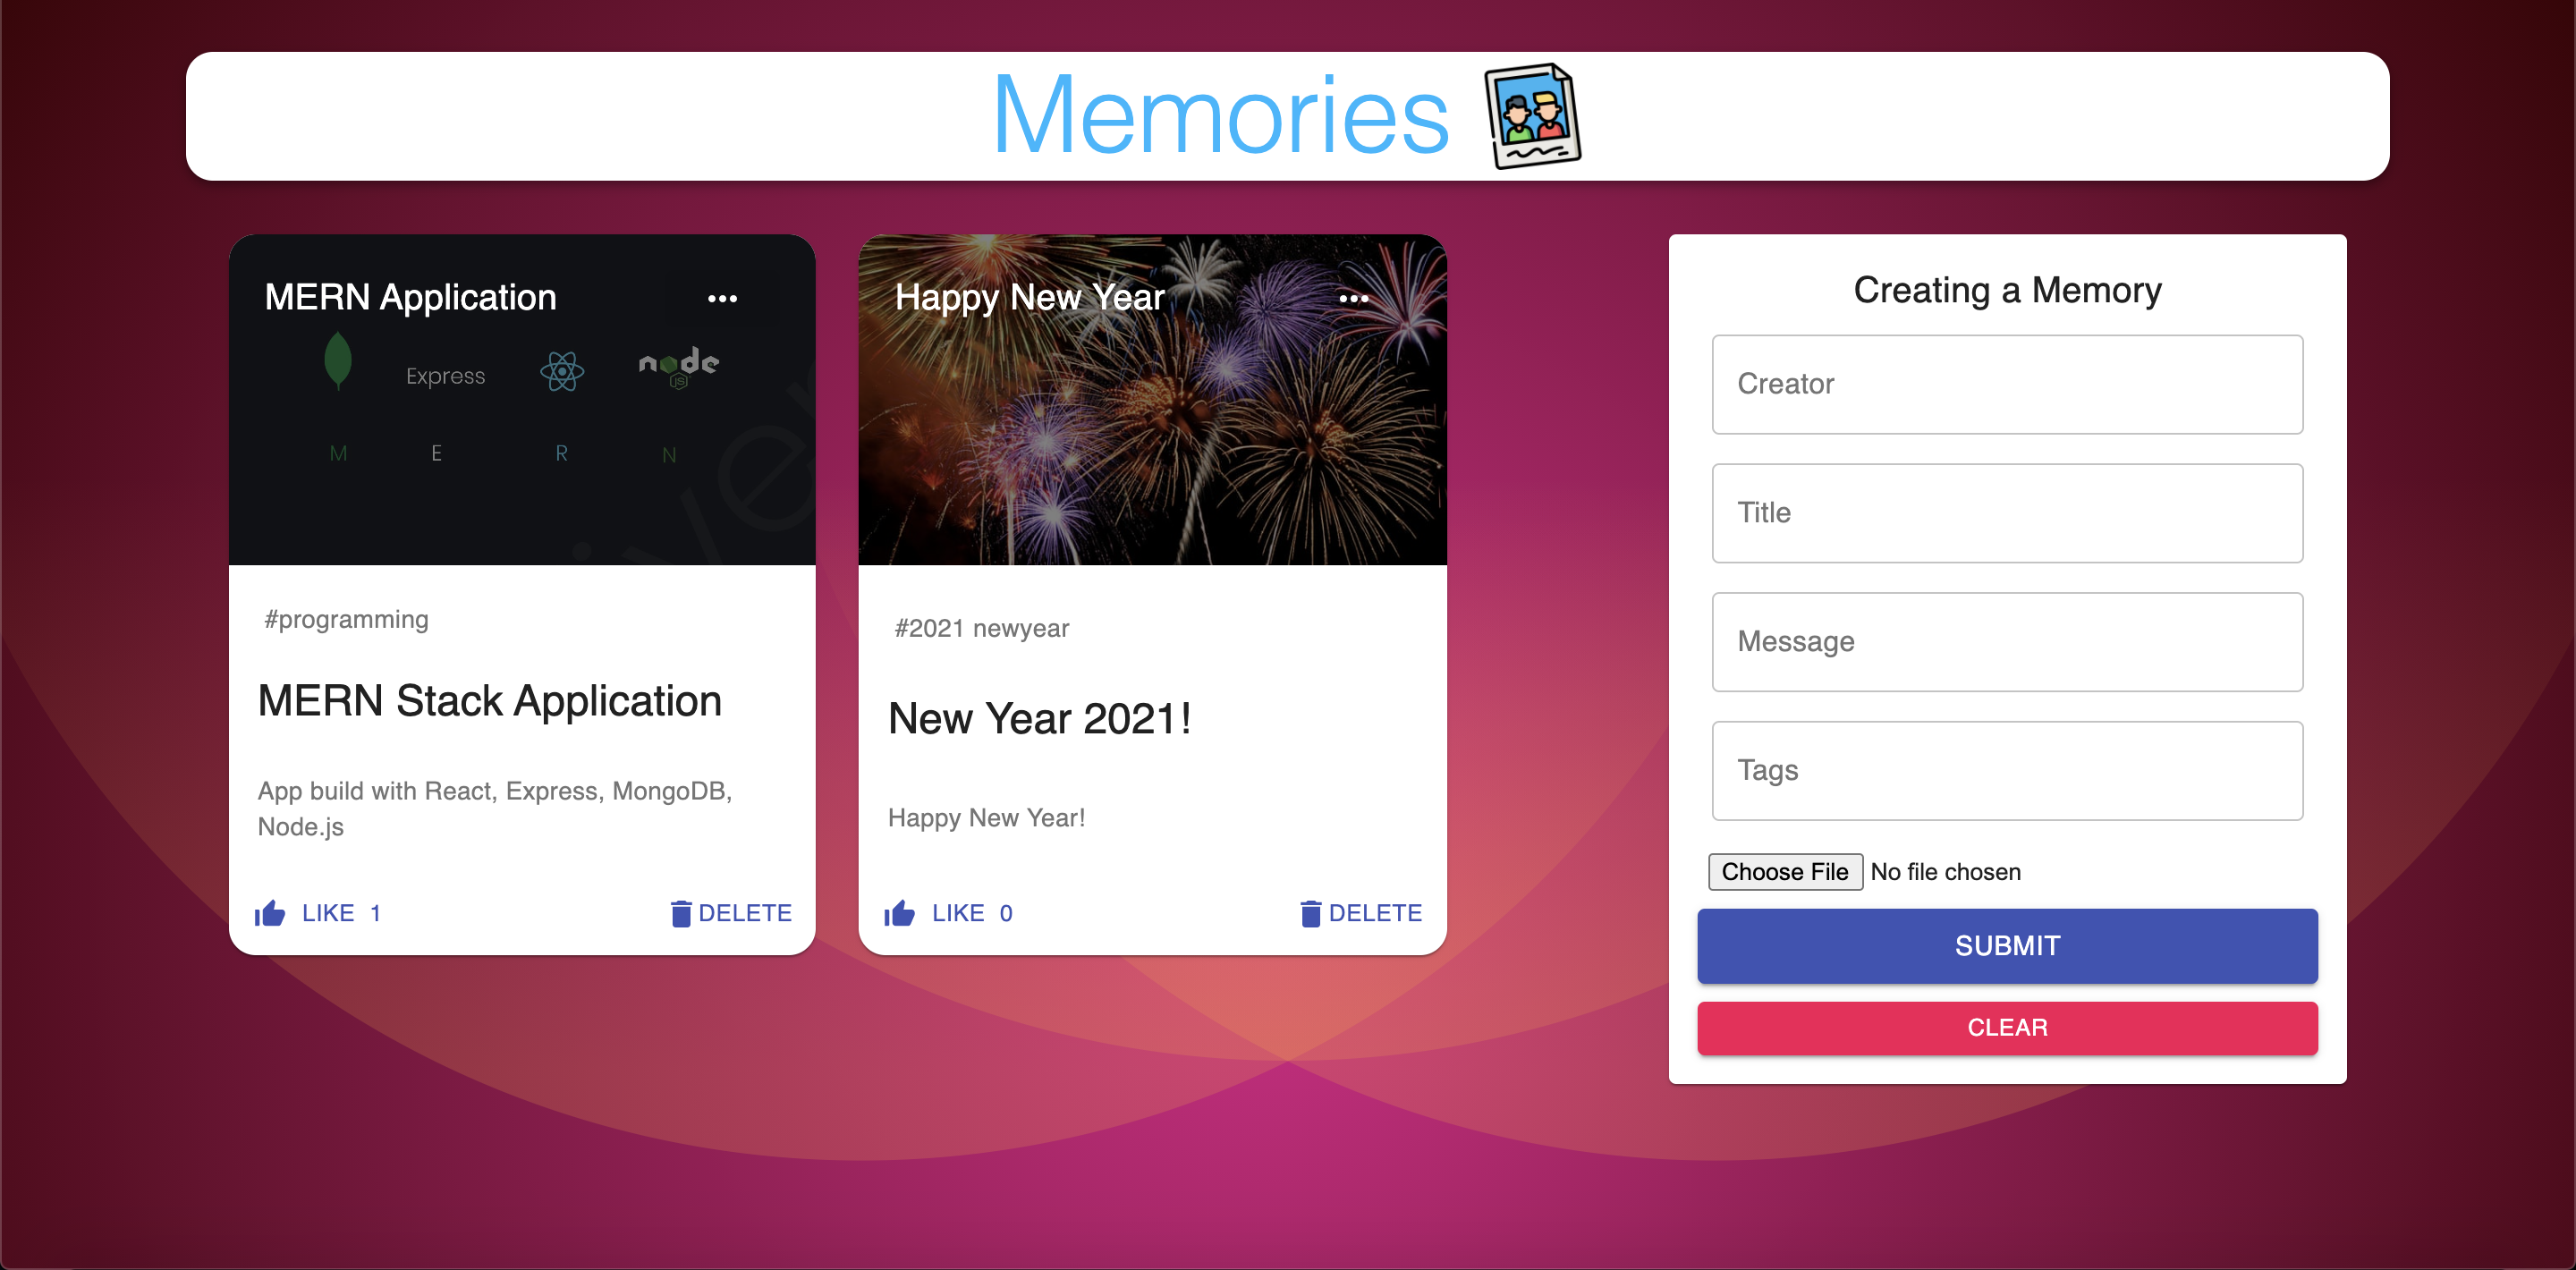 Memories
MERN Application
Express
node
JS
M E R N
#programming
MERN Stack Application
App build with React, Express, MongoDB,
Node.js
LIKE 1
DELETE
Happy New Year
#2021 newyear
New Year 2021!
Happy New Year!
LIKE 0
DELETE
Creating a Memory
Creator
Title
Message
Tags
Choose File No file chosen
SUBMIT
CLEAR